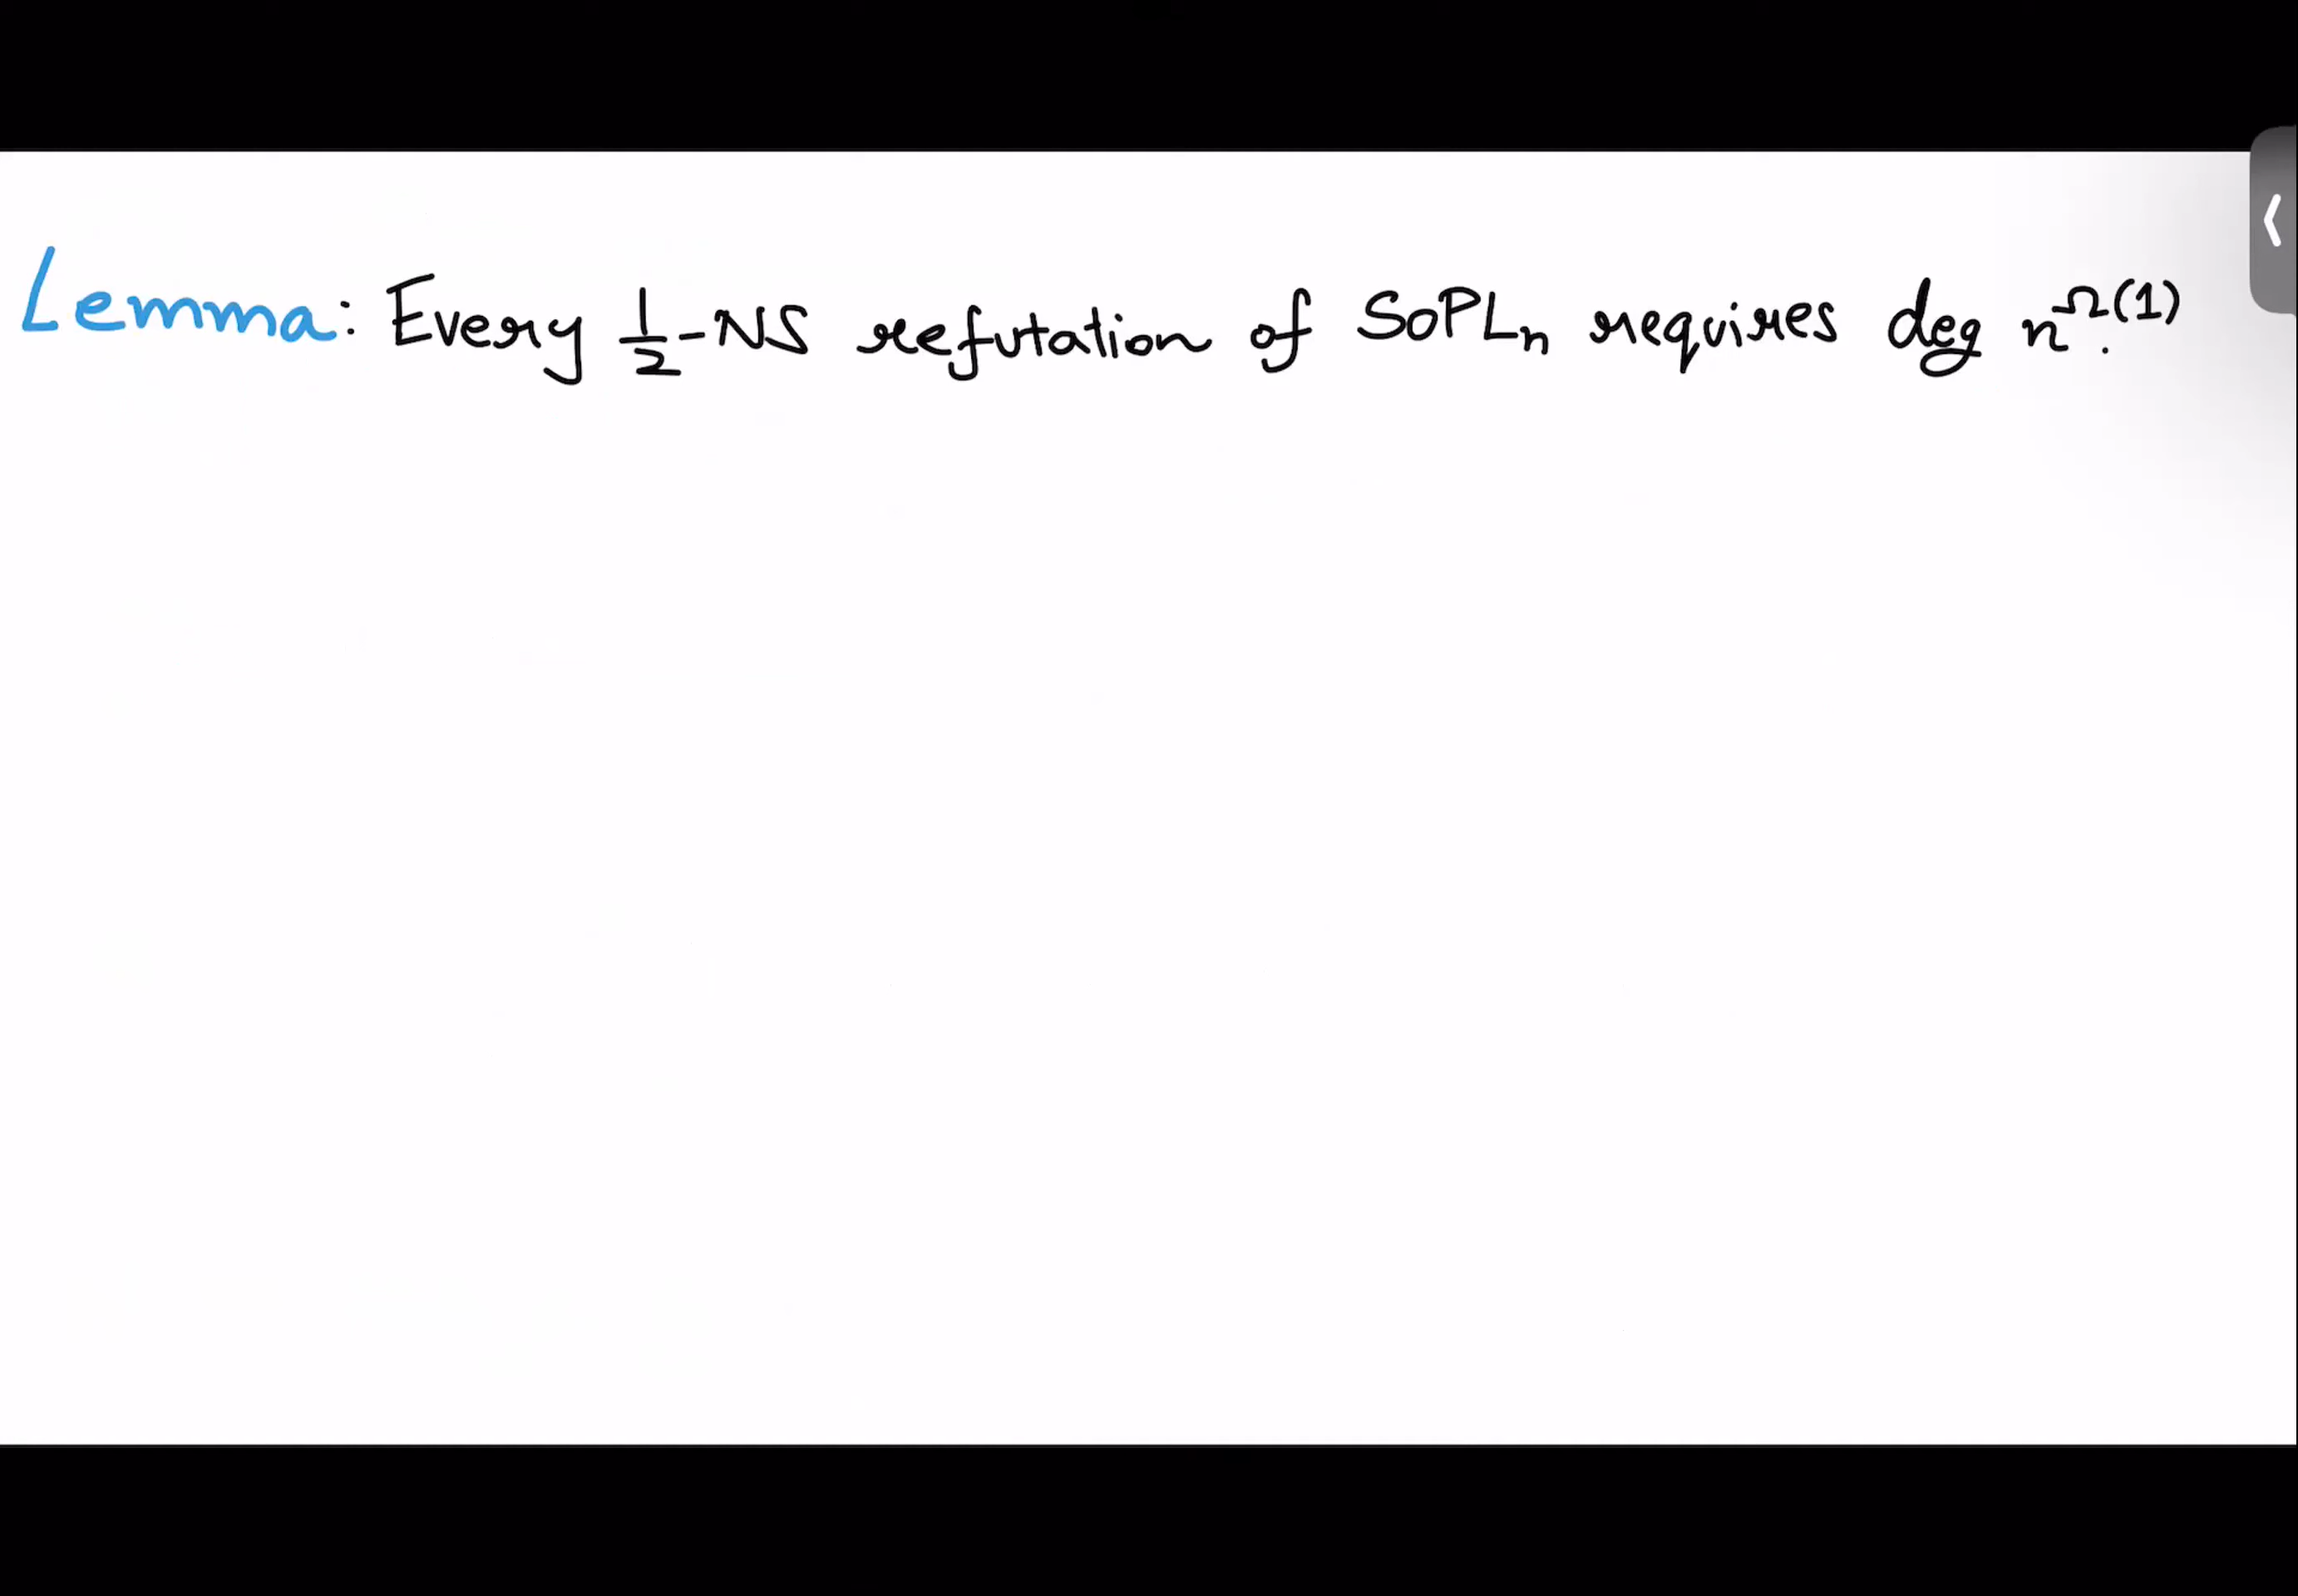 Lemma: Every ½-NS refutation of SoPLₙ requires deg n^Ω(1).